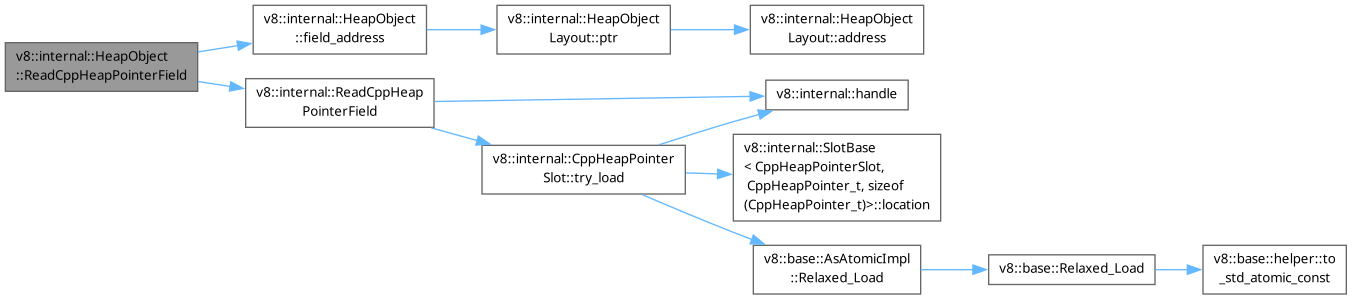 v8::internal::HeapObject
::ReadCppHeapPointerField
v8::internal::HeapObject
::field_address
v8::internal::HeapObject
Layout::ptr
v8::internal::HeapObject
Layout::address
v8::internal::ReadCppHeap
PointerField
v8::internal::handle
v8::internal::CppHeapPointer
Slot::try_load
v8::internal::SlotBase
< CppHeapPointerSlot,
CppHeapPointer_t, sizeof
(CppHeapPointer_t)>::location
v8::base::AsAtomicImpl
::Relaxed_Load
v8::base::Relaxed_Load
v8::base::helper::to
_std_atomic_const